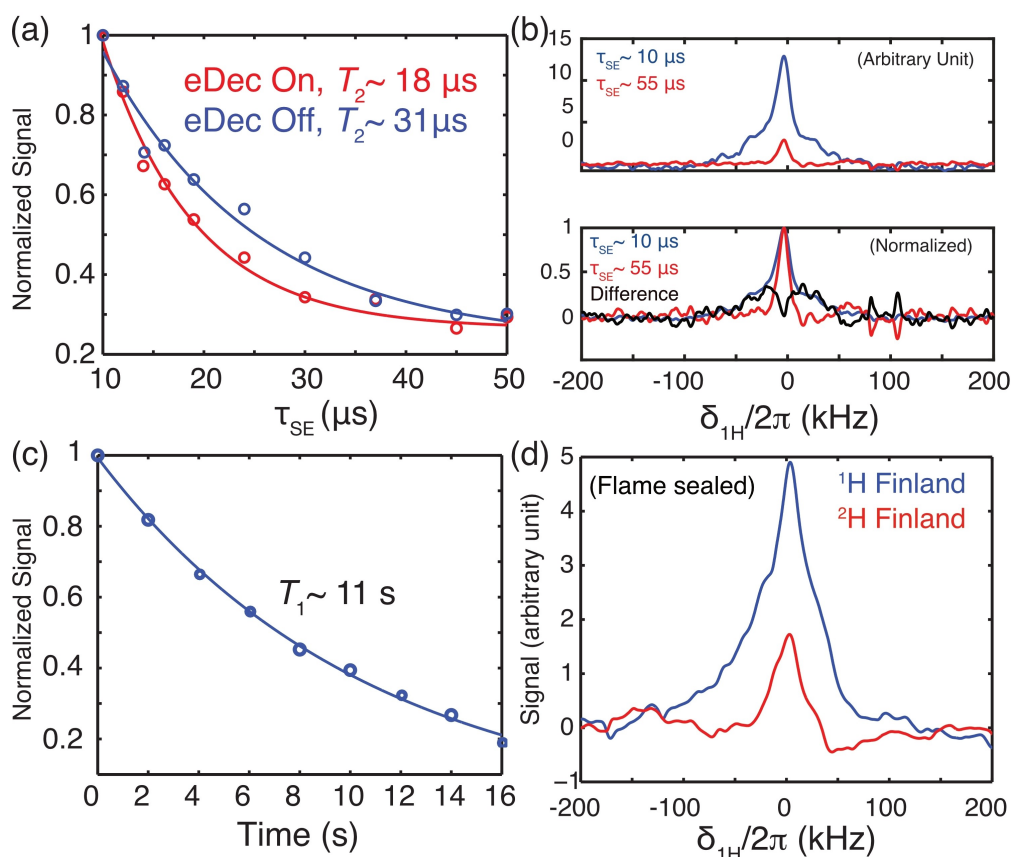 (a)
eDec On, T₂~ 18 µs
eDec Off, T₂~ 31µs
Normalized Signal
1
0.8
0.6
0.4
0.2
10 20 30 40 50
τSE (µs)
(b)
15
10
5
0
τSE~ 10 µs
τSE~ 55 µs
(Arbitrary Unit)
1
0.5
0
τSE~ 10 µs
τSE~ 55 µs
Difference
(Normalized)
-200 -100 0 100 200
δ1H/2π (kHz)
(c)
Normalized Signal
1
0.8
0.6
0.4
0.2
T₁~ 11 s
0 2 4 6 8 10 12 14 16
Time (s)
(d)
Signal (arbitrary unit)
5
4
3
2
1
0
−1
(Flame sealed)
¹H Finland
²H Finland
-200 -100 0 100 200
δ1H/2π (kHz)